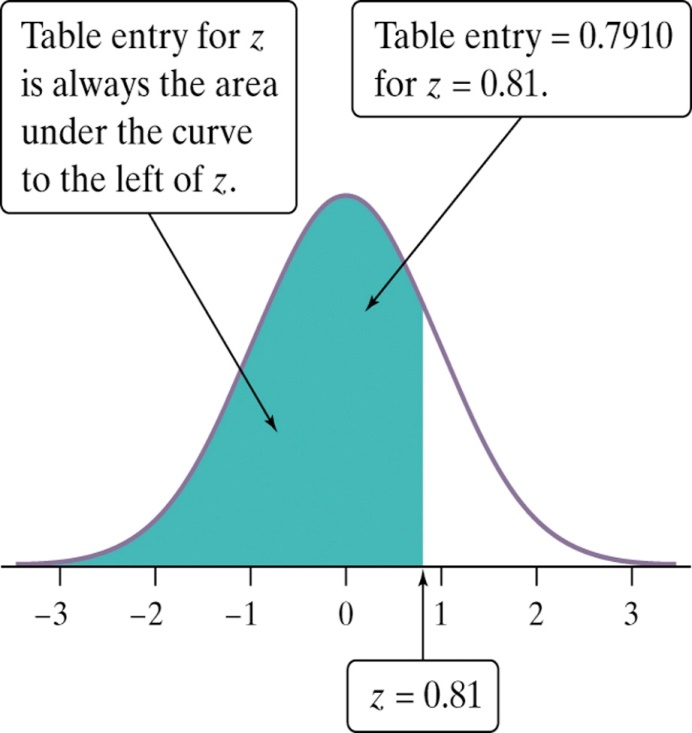 Table entry for z
is always the area
under the curve
to the left of z.
Table entry = 0.7910
for z = 0.81.
−3 −2 −1 0 1 2 3
z = 0.81